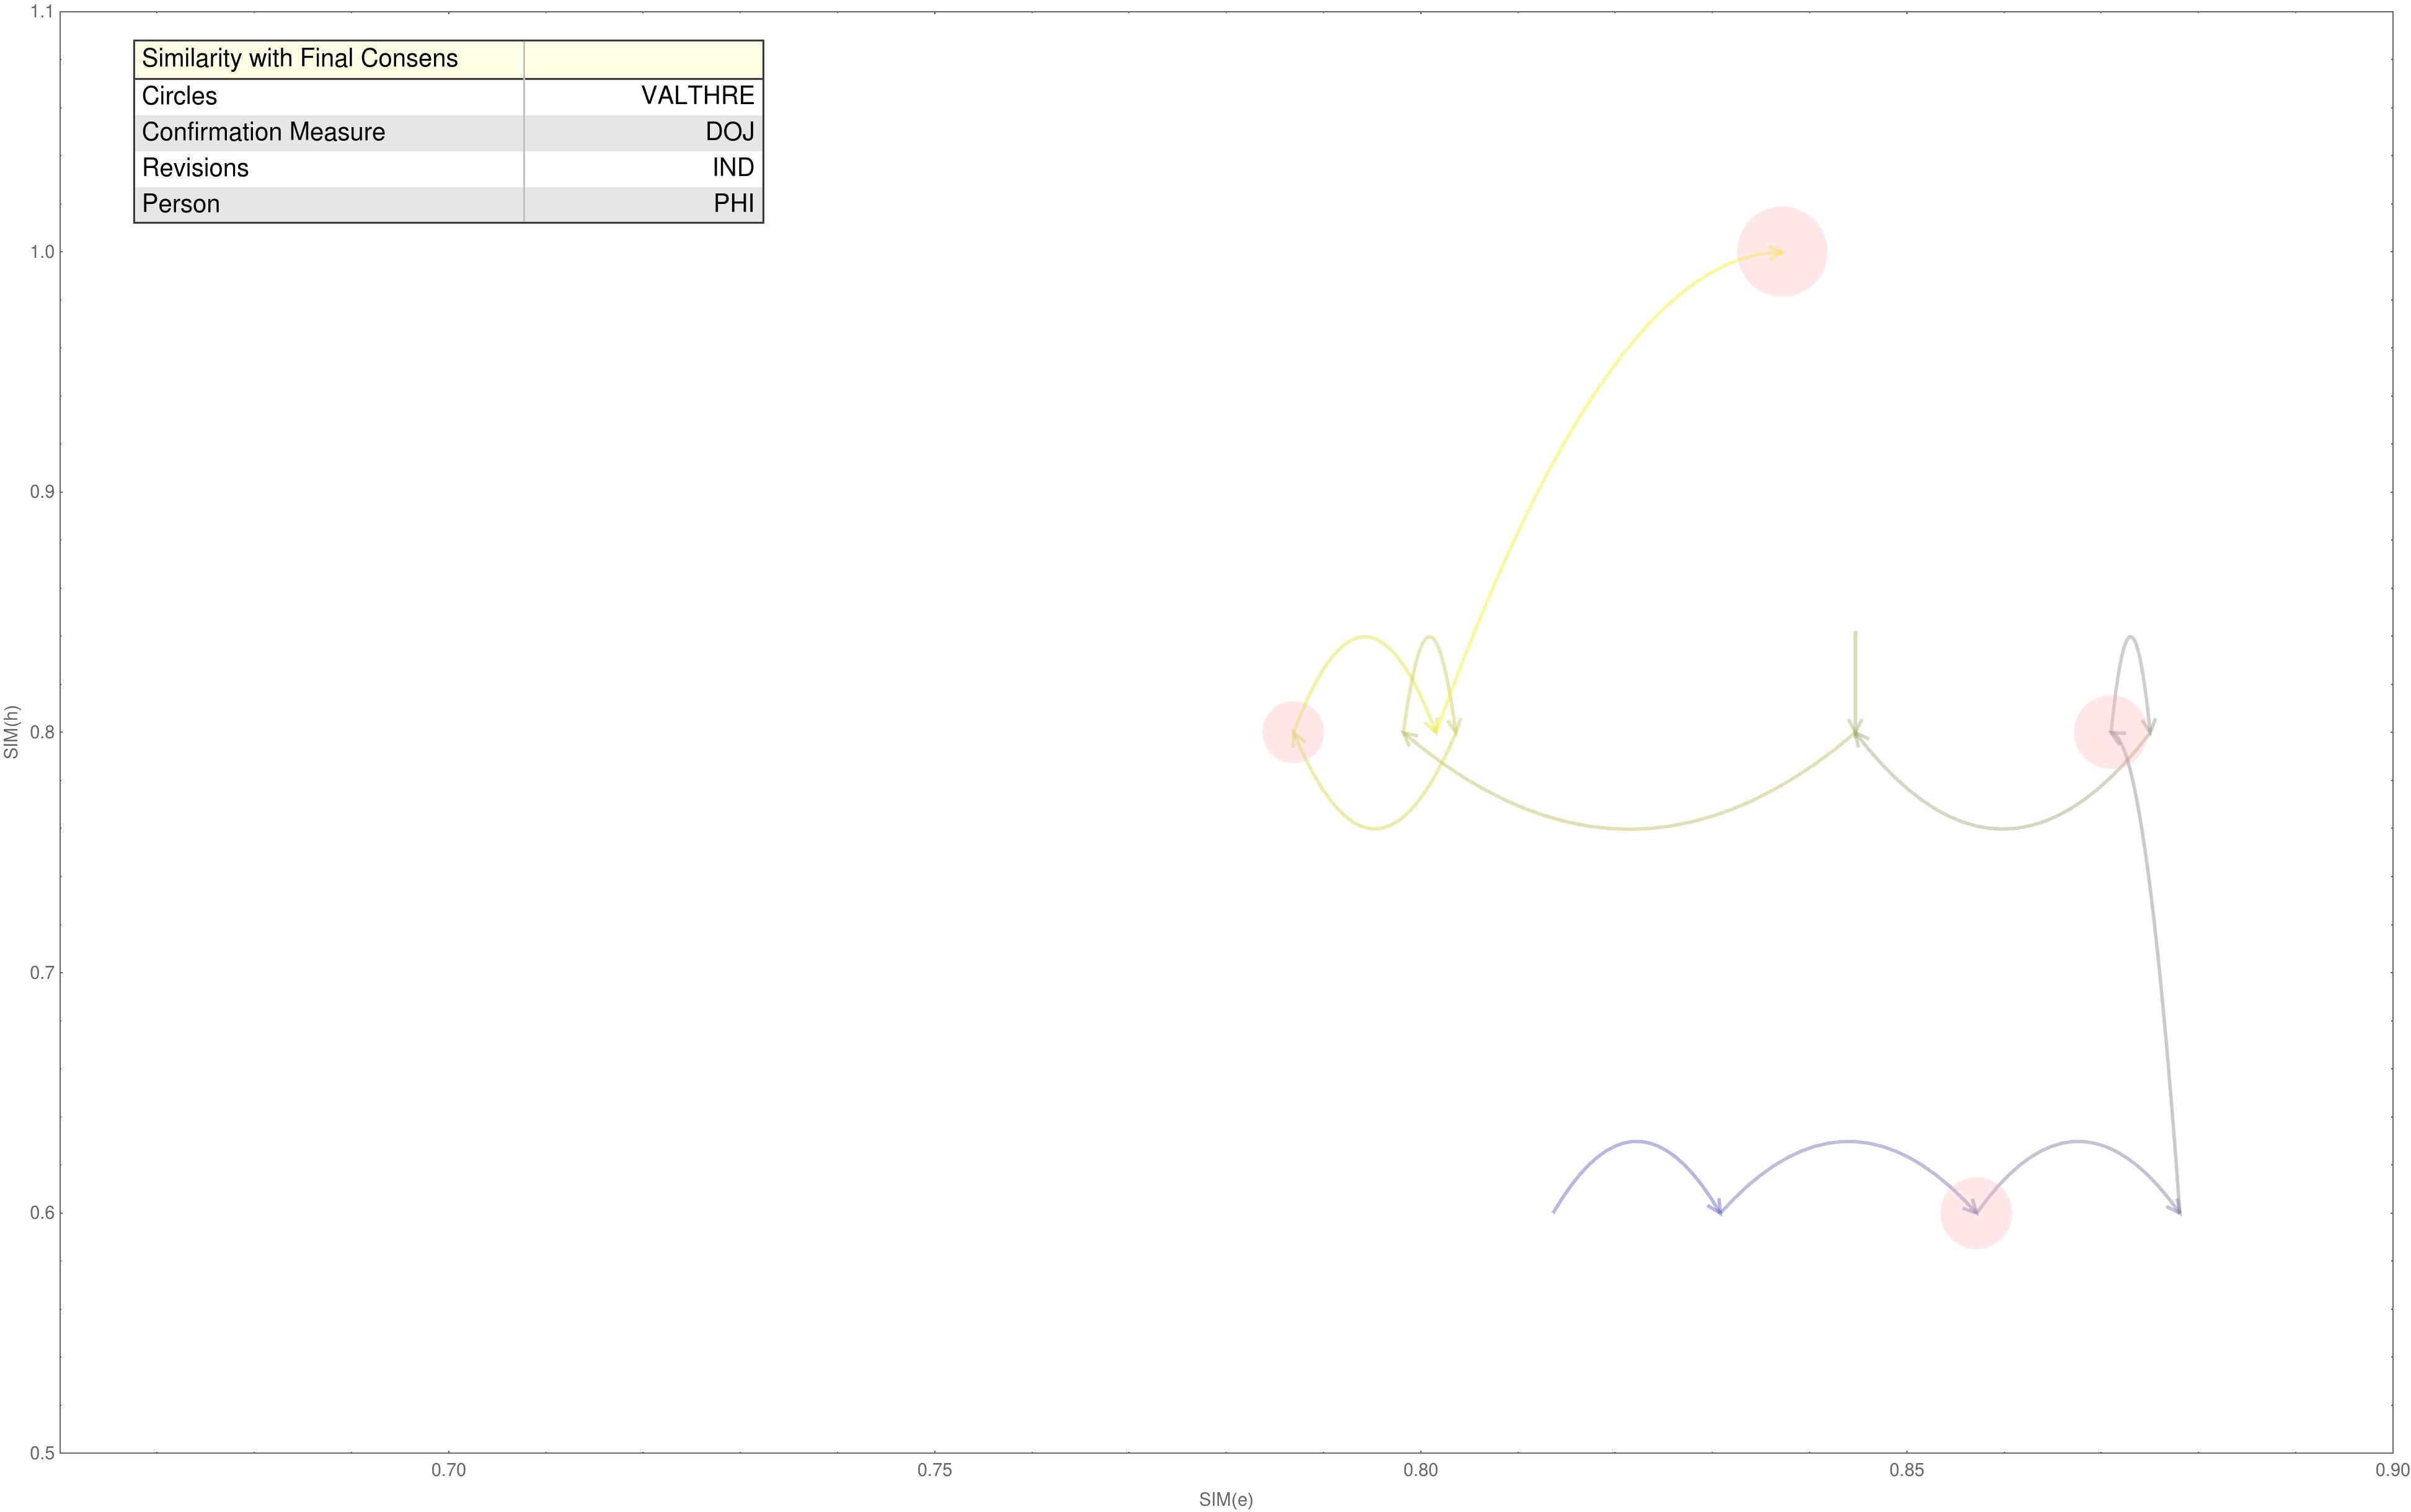 1.1
Similarity with Final Consens
Circles VALTHRE
Confirmation Measure DOJ
Revisions IND
Person PHI
1.0
0.9
0.8
SIM(h)
0.7
0.6
0.5
0.70 0.75 0.80 0.85 0.90
SIM(e)